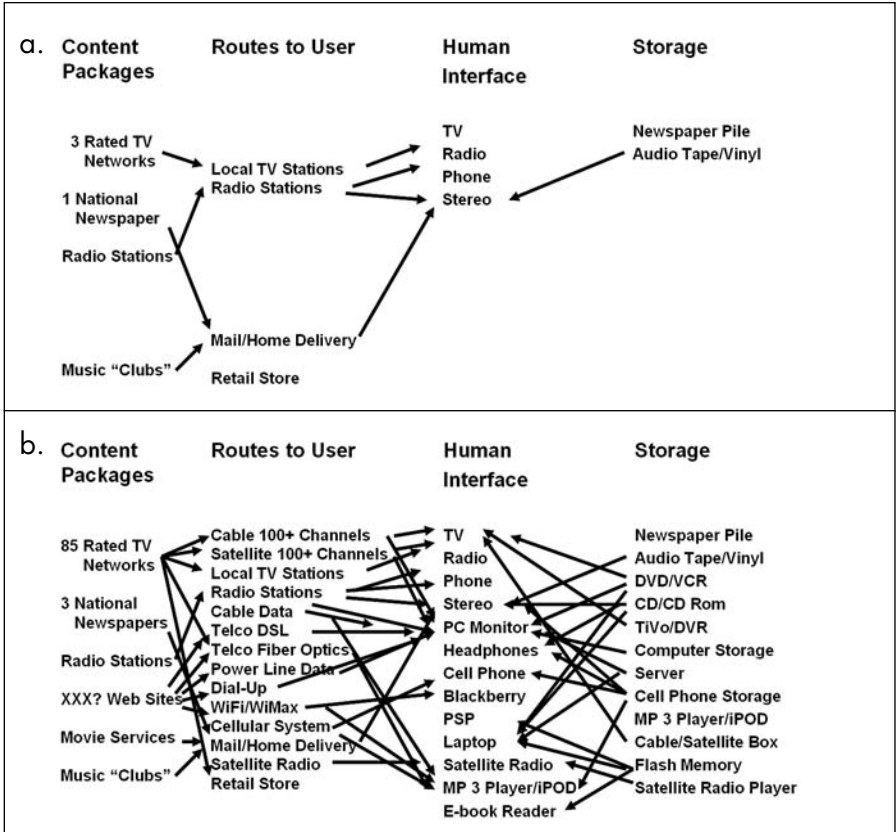 a.
Content
Packages
Routes to User
Human
Interface
Storage
3 Rated TV
Networks
1 National
Newspaper
Radio Stations
Music “Clubs”
Local TV Stations
Radio Stations
Mail/Home Delivery
Retail Store
TV
Radio
Phone
Stereo
Newspaper Pile
Audio Tape/Vinyl
b.
Content
Packages
Routes to User
Human
Interface
Storage
85 Rated TV
Networks
3 National
Newspapers
Radio Stations
XXX? Web Sites
Movie Services
Music “Clubs”
Cable 100+ Channels
Satellite 100+ Channels
Local TV Stations
Radio Stations
Cable Data
Telco DSL
Telco Fiber Optics
Power Line Data
Dial-Up
WiFi/WiMax
Cellular System
Mail/Home Delivery
Satellite Radio
Retail Store
TV
Radio
Phone
Stereo
PC Monitor
Headphones
Cell Phone
Blackberry
PSP
Laptop
Satellite Radio
MP 3 Player/iPOD
E-book Reader
Newspaper Pile
Audio Tape/Vinyl
DVD/VCR
CD/CD Rom
TiVo/DVR
Computer Storage
Server
Cell Phone Storage
MP 3 Player/iPOD
Cable/Satellite Box
Flash Memory
Satellite Radio Player